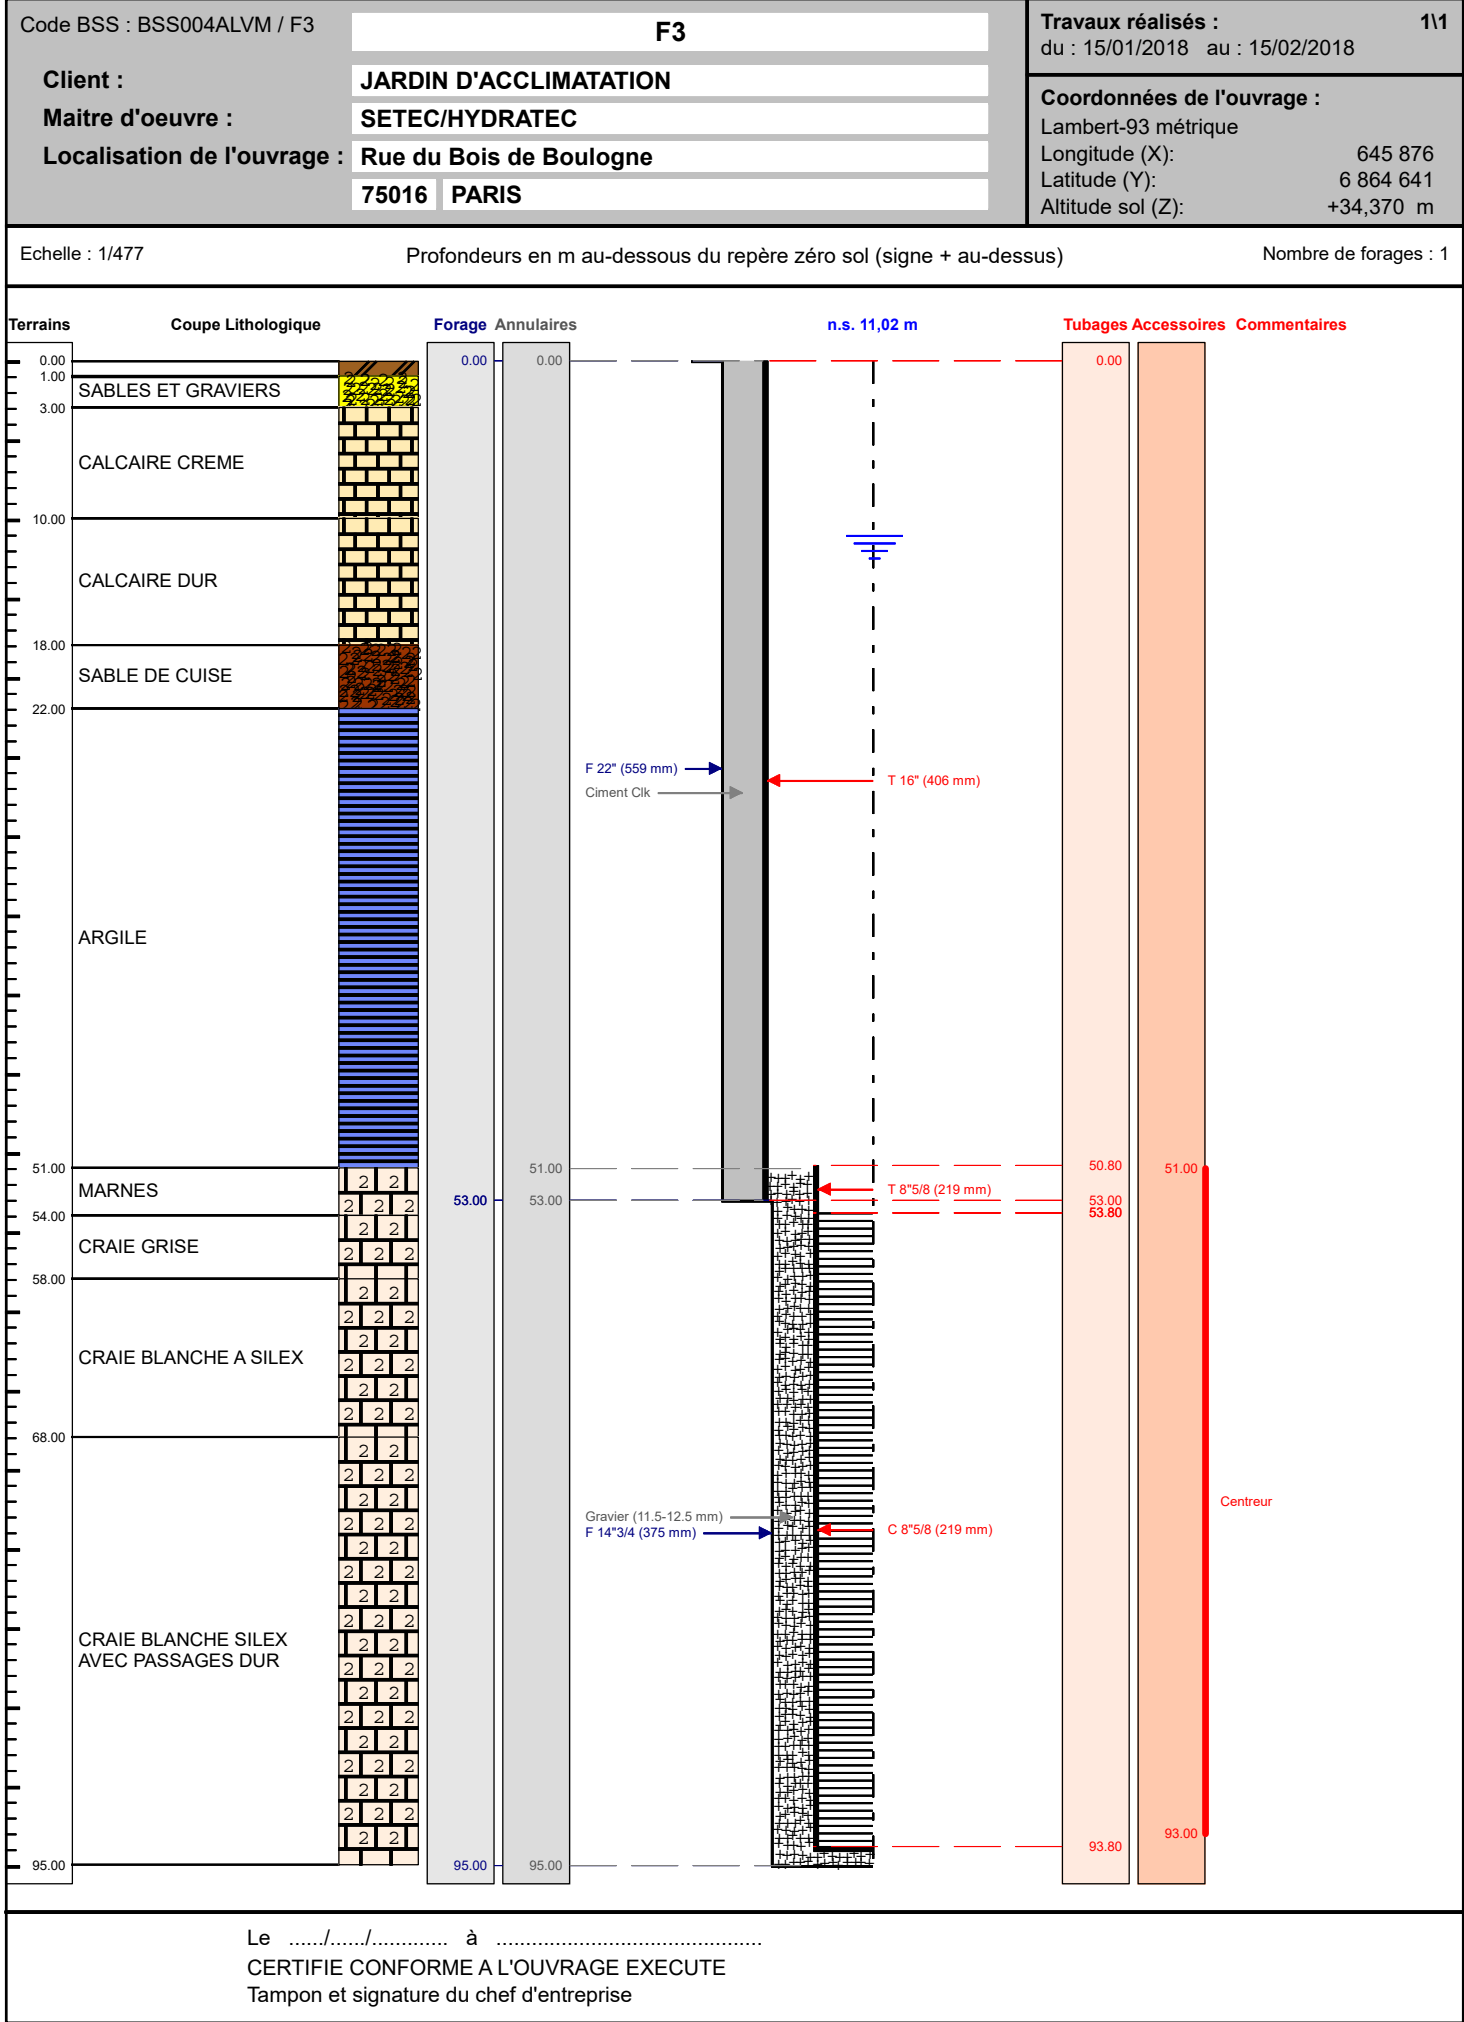 Code BSS : BSS004ALVM / F3
F3
Travaux réalisés : 1\1
du : 15/01/2018 au : 15/02/2018
Client : JARDIN D'ACCLIMATATION
Maitre d'oeuvre : SETEC/HYDRATEC
Localisation de l'ouvrage : Rue du Bois de Boulogne
75016 PARIS
Coordonnées de l'ouvrage :
Lambert-93 métrique
Longitude (X): 645 876
Latitude (Y): 6 864 641
Altitude sol (Z): +34,370 m
Echelle : 1/477
Profondeurs en m au-dessous du repère zéro sol (signe + au-dessus)
Nombre de forages : 1
Terrains Coupe Lithologique Forage Annulaires n.s. 11,02 m Tubages Accessoires Commentaires
0.00 0.00 0.00 0.00
1.00
SABLES ET GRAVIERS
3.00
CALCAIRE CREME
10.00
CALCAIRE DUR
18.00
SABLE DE CUISE
22.00
F 22" (559 mm)
T 16" (406 mm)
Ciment Clk
ARGILE
51.00 51.00 50.80 51.00
MARNES
T 8"5/8 (219 mm)
53.00 53.00 53.00
54.00 53.80
CRAIE GRISE
58.00
CRAIE BLANCHE A SILEX
68.00
Centreur
Gravier (11.5-12.5 mm)
F 14"3/4 (375 mm)
C 8"5/8 (219 mm)
CRAIE BLANCHE SILEX
AVEC PASSAGES DUR
93.00
93.80
95.00 95.00 95.00
Le ....../....../............. à ...........................................
CERTIFIE CONFORME A L'OUVRAGE EXECUTE
Tampon et signature du chef d'entreprise